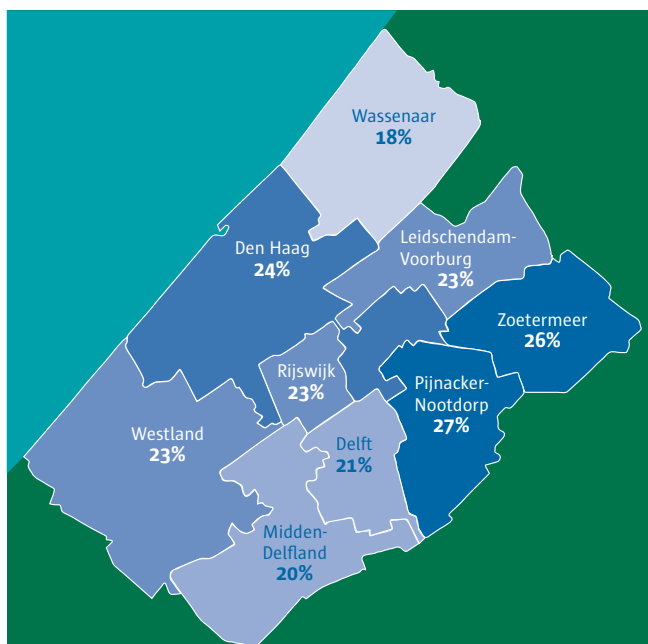 Wassenaar
18%
Den Haag
24%
Leidschendam-
Voorburg
23%
Zoetermeer
26%
Rijswijk
23%
Pijnacker-
Nootdorp
27%
Westland
23%
Delft
21%
Midden-
Delfland
20%